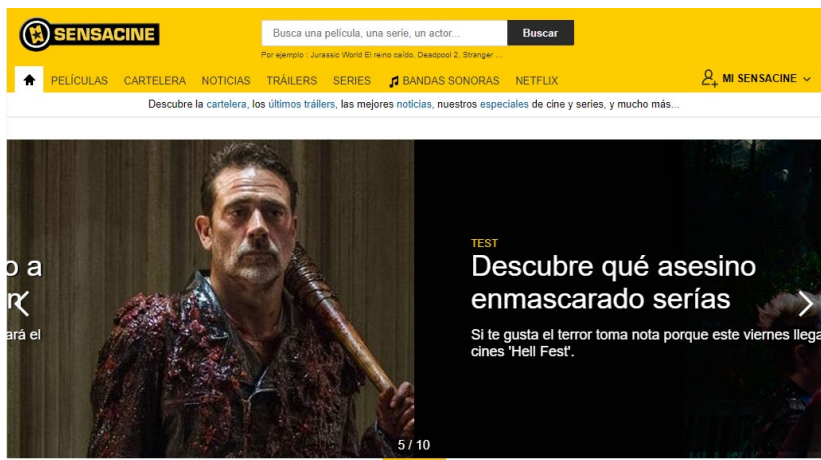 SENSACINE
Busca una película, una serie, un actor...
Buscar
Por ejemplo : Jurassic World El reino caído, Deadpool 2, Stranger ...
PELÍCULAS CARTELERA NOTICIAS TRÁILERS SERIES BANDAS SONORAS NETFLIX
MI SENSACINE
Descubre la cartelera, los últimos tráilers, las mejores noticias, nuestros especiales de cine y series, y mucho más...
TEST
o a
Descubre qué asesino
enmascarado serías
ará el
Si te gusta el terror toma nota porque este viernes llega
cines 'Hell Fest'.
5 / 10